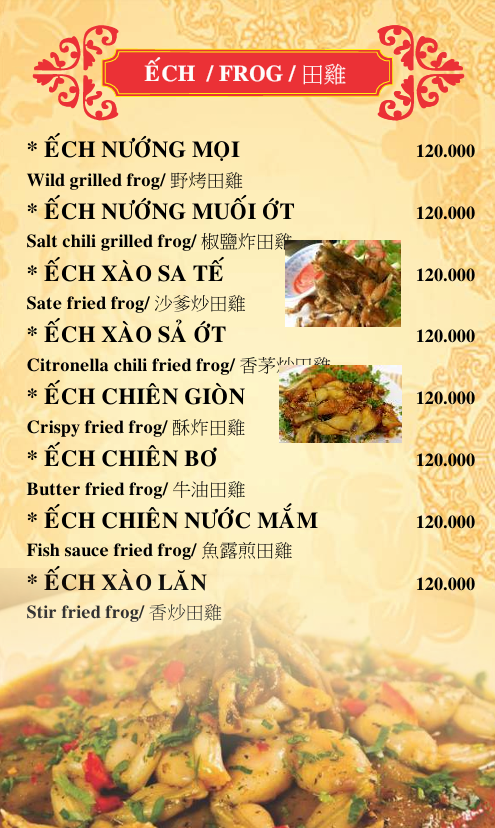 ẾCH / FROG / 田雞
* ẾCH NƯỚNG MỌI 120.000
Wild grilled frog/ 野烤田雞
* ẾCH NƯỚNG MUỐI ỚT 120.000
Salt chili grilled frog/ 椒鹽炸田雞
* ẾCH XÀO SA TẾ 120.000
Sate fried frog/ 沙爹炒田雞
* ẾCH XÀO SẢ ỚT 120.000
Citronella chili fried frog/ 香茅炒田雞
* ẾCH CHIÊN GIÒN 120.000
Crispy fried frog/ 酥炸田雞
* ẾCH CHIÊN BƠ 120.000
Butter fried frog/ 牛油田雞
* ẾCH CHIÊN NƯỚC MẮM 120.000
Fish sauce fried frog/ 魚露煎田雞
* ẾCH XÀO LĂN 120.000
Stir fried frog/ 香炒田雞